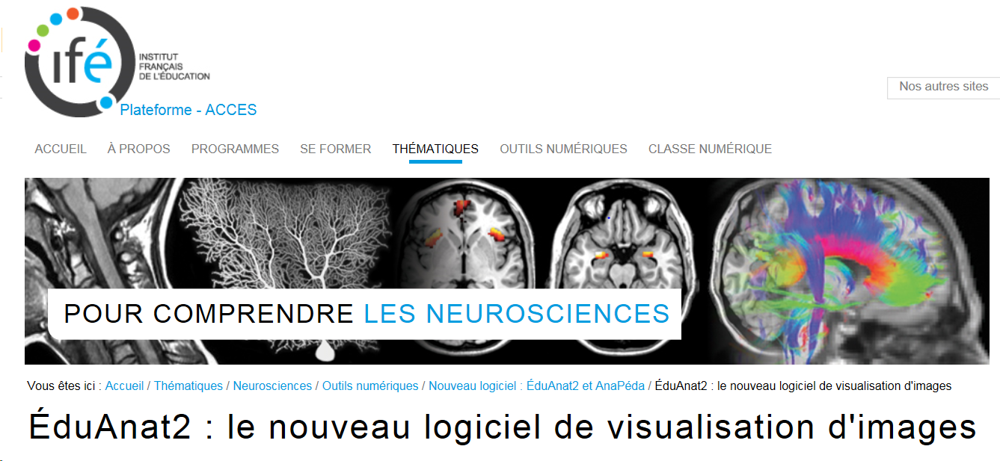 ifé
INSTITUT
FRANÇAIS
DE L'ÉDUCATION
Plateforme - ACCES
Nos autres sites
ACCUEIL À PROPOS PROGRAMMES SE FORMER THÉMATIQUES OUTILS NUMÉRIQUES CLASSE NUMÉRIQUE
POUR COMPRENDRE LES NEUROSCIENCES
Vous êtes ici : Accueil / Thématiques / Neurosciences / Outils numériques / Nouveau logiciel : ÉduAnat2 et AnaPéda / ÉduAnat2 : le nouveau logiciel de visualisation d'images
ÉduAnat2 : le nouveau logiciel de visualisation d'images